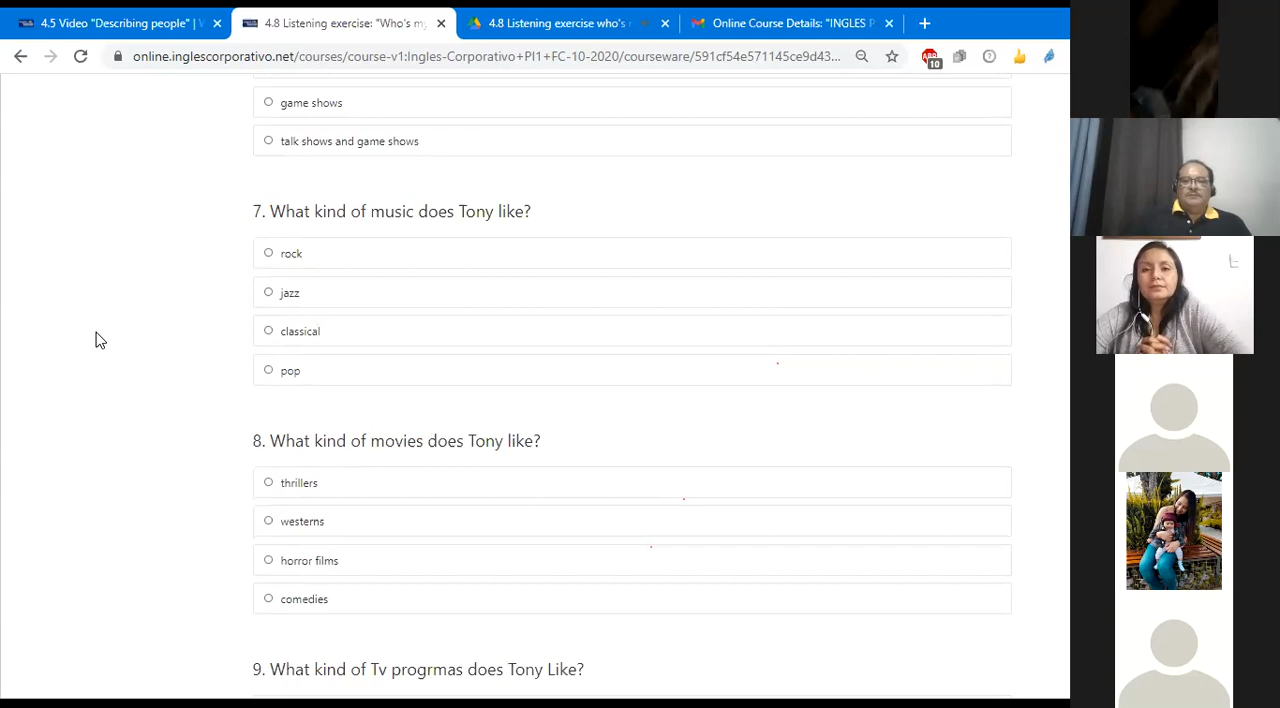 4.5 Video "Describing people" |
4.8 Listening exercise: "Who's my
4.8 Listening exercise who's
Online Course Details: "INGLES P
online.inglescorporativo.net/courses/course-v1:Ingles-Corporativo+PI1+FC-10-2020/courseware/591cf54e571145ce9d43...
10
game shows
talk shows and game shows
7. What kind of music does Tony like?
rock
jazz
classical
pop
8. What kind of movies does Tony like?
thrillers
westerns
horror films
comedies
9. What kind of Tv progrmas does Tony Like?